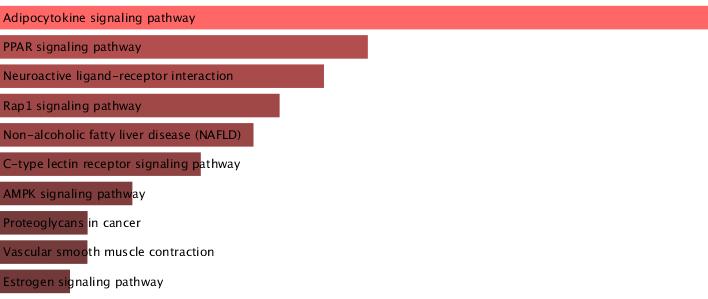 Adipocytokine signaling pathway
PPAR signaling pathway
Neuroactive ligand-receptor interaction
Rap1 signaling pathway
Non-alcoholic fatty liver disease (NAFLD)
C-type lectin receptor signaling pathway
AMPK signaling pathway
Proteoglycans in cancer
Vascular smooth muscle contraction
Estrogen signaling pathway